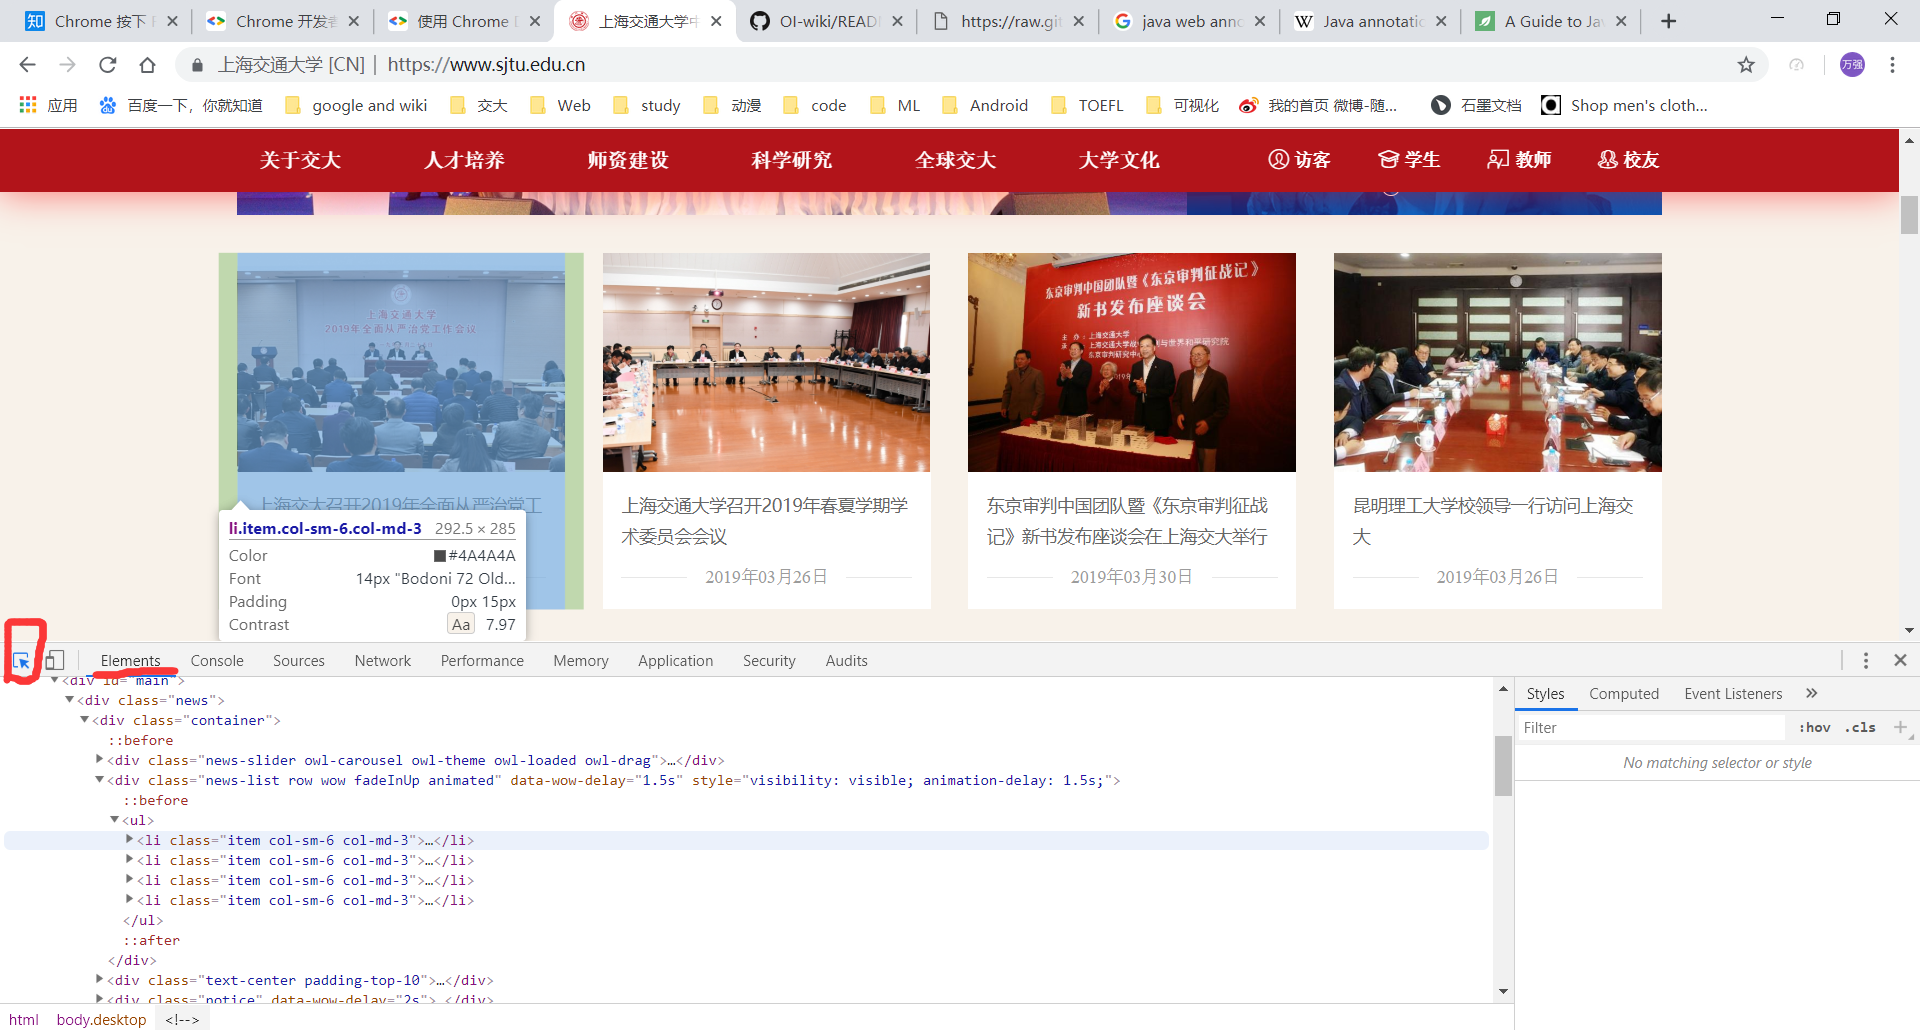 Chrome 按下 F
Chrome 开发者
使用 Chrome D
上海交通大学中
OI-wiki/READ
https://raw.git
java web anno
Java annotatio
A Guide to Jav
上海交通大学 [CN] | https://www.sjtu.edu.cn
万强
应用
百度一下，你就知道
google and wiki
交大
Web
study
动漫
code
ML
Android
TOEFL
可视化
我的首页 微博-随...
石墨文档
Shop men's cloth...
关于交大
人才培养
师资建设
科学研究
全球交大
大学文化
访客
学生
教师
校友
上海交通大学
2019年全面从严治党工作会议
东京审判中国团队暨《东京审判征战记》
新书发布座谈会
上海交大召开2019年全面从严治党工
上海交通大学召开2019年春夏学期学
术委员会会议
2019年03月26日
东京审判中国团队暨《东京审判征战
记》新书发布座谈会在上海交大举行
2019年03月30日
昆明理工大学校领导一行访问上海交
大
2019年03月26日
li.item.col-sm-6.col-md-3 292.5 × 285
Color #4A4A4A
Font 14px "Bodoni 72 Old...
Padding 0px 15px
Contrast Aa 7.97
Elements
Console
Sources
Network
Performance
Memory
Application
Security
Audits
<div id="main">
<div class="news">
<div class="container">
::before
<div class="news-slider owl-carousel owl-theme owl-loaded owl-drag">…</div>
<div class="news-list row wow fadeInUp animated" data-wow-delay="1.5s" style="visibility: visible; animation-delay: 1.5s;">
::before
<ul>
<li class="item col-sm-6 col-md-3">…</li>
<li class="item col-sm-6 col-md-3">…</li>
<li class="item col-sm-6 col-md-3">…</li>
<li class="item col-sm-6 col-md-3">…</li>
</ul>
::after
</div>
<div class="text-center padding-top-10">…</div>
<div class="notice" data-wow-delay="2s">…</div>
html body.desktop <!-->
Styles
Computed
Event Listeners
»
Filter
:hov .cls +
No matching selector or style